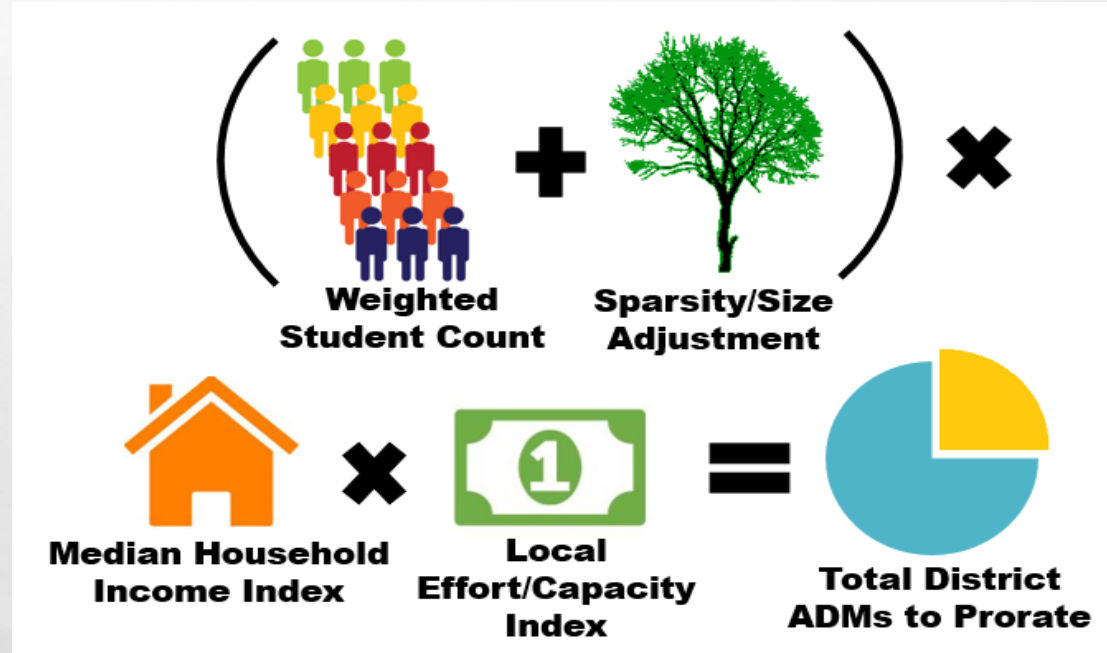 Weighted
Student Count
Sparsity/Size
Adjustment
1
Median Household
Income Index
Local
Effort/Capacity
Index
Total District
ADMs to Prorate